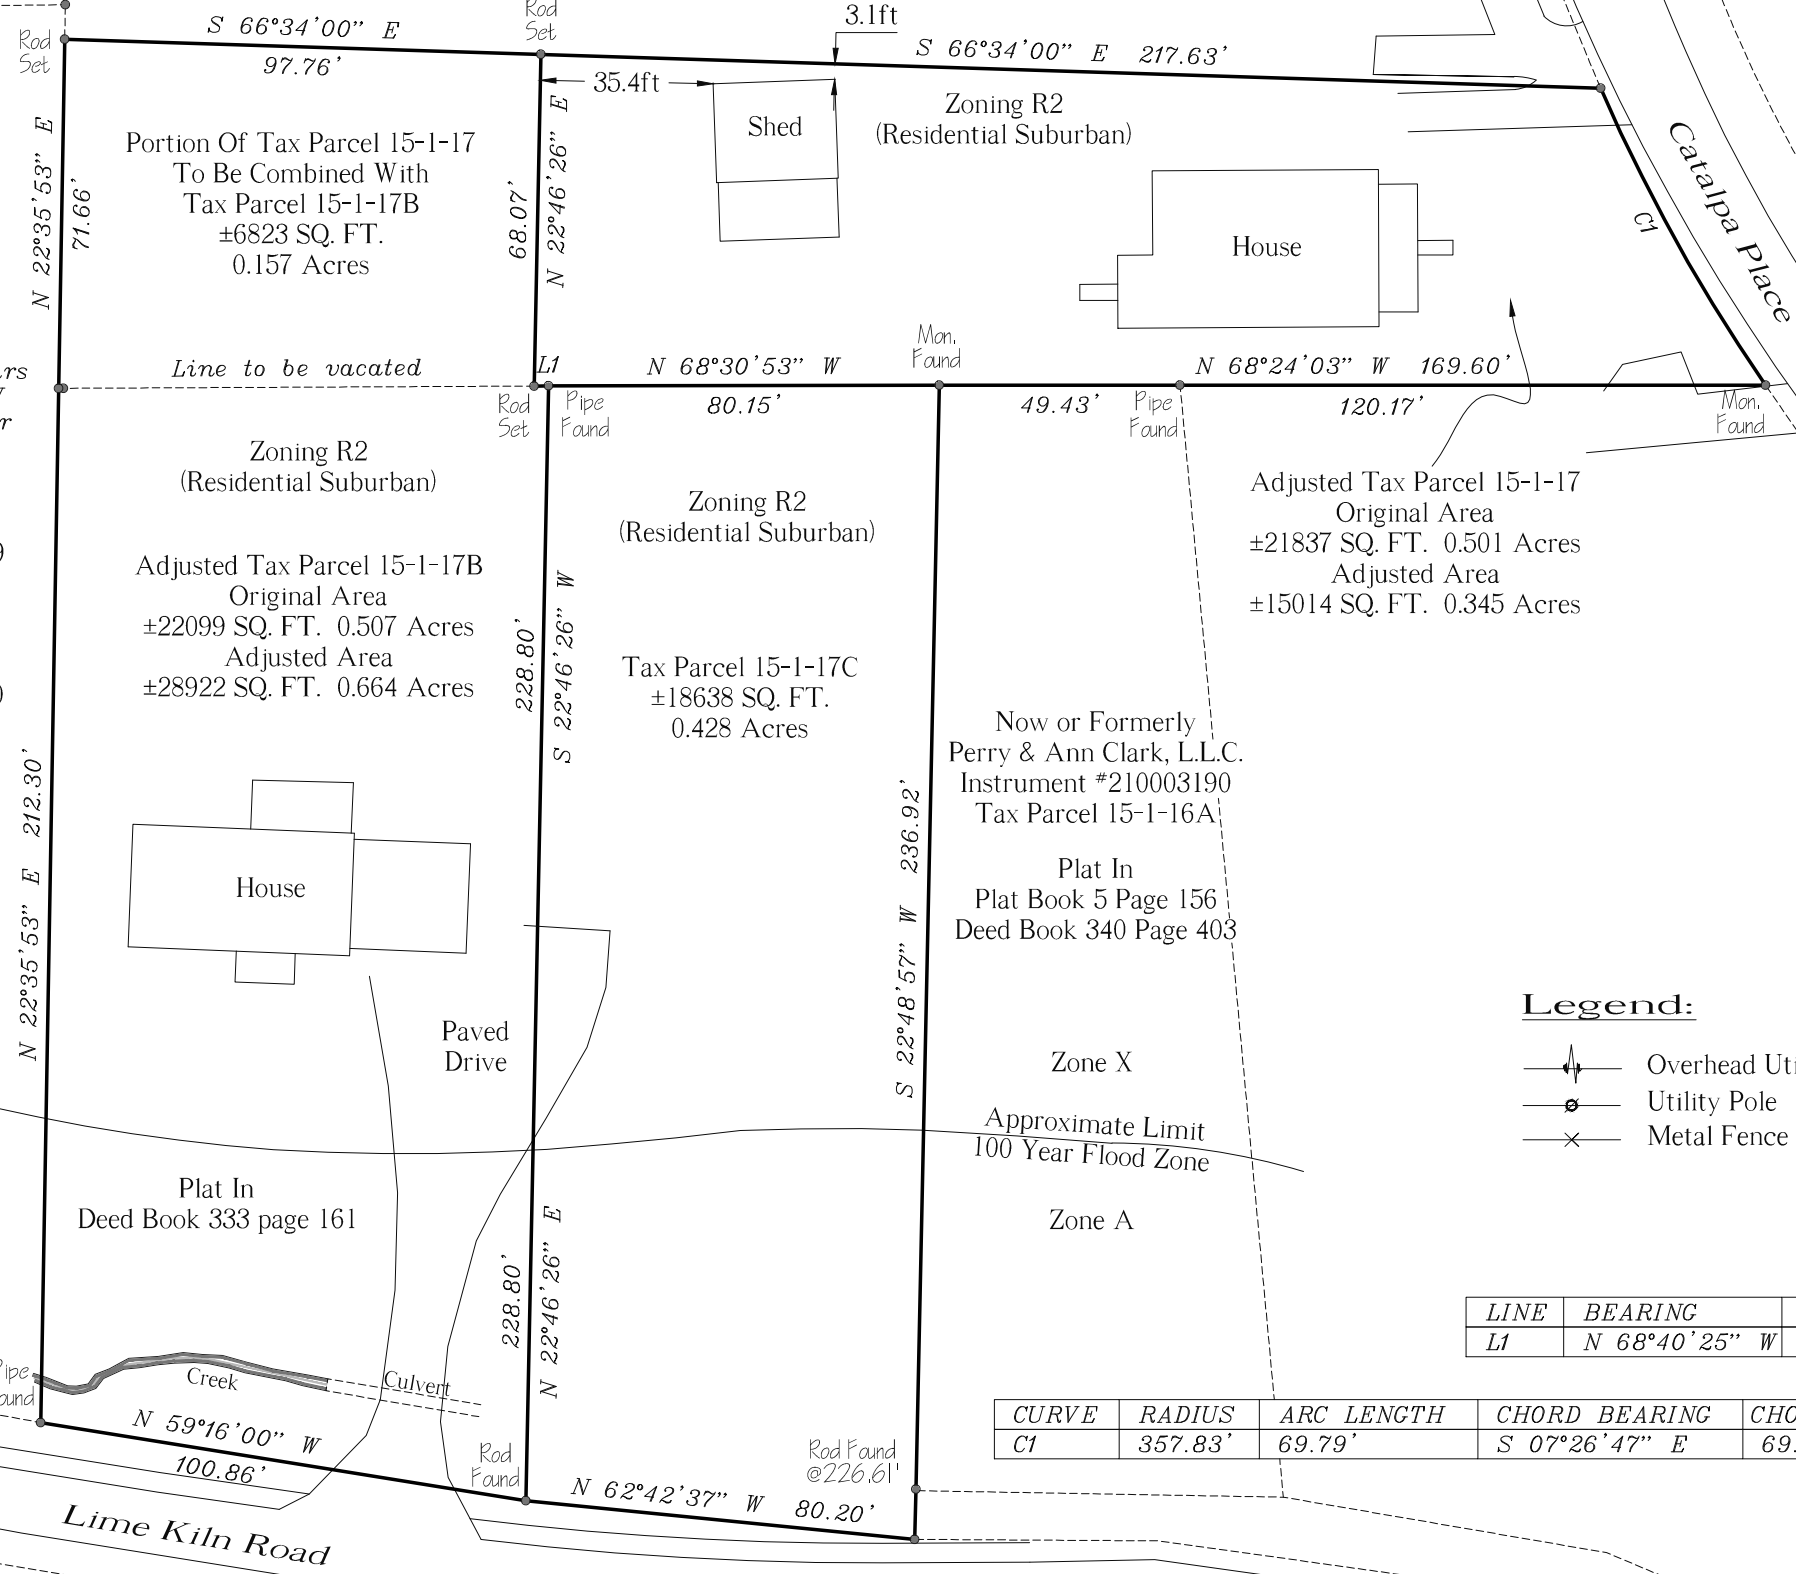 S 66°34'00" E
97.76'
Rod
Set
Rod
Set
3.1ft
35.4ft
S 66°34'00" E 217.63'
Zoning R2
(Residential Suburban)
Shed
House
Catalpa Place
C1
N 22°35'53" E
71.66'
Portion Of Tax Parcel 15-1-17
To Be Combined With
Tax Parcel 15-1-17B
±6823 SQ. FT.
0.157 Acres
68.07'
N 22°46'26" E
Line to be vacated
L1
N 68°30'53" W
80.15'
Mon.
Found
49.43'
N 68°24'03" W 169.60'
120.17'
Rod
Set
Pipe
Found
Pipe
Found
Mon.
Found
Zoning R2
(Residential Suburban)
Adjusted Tax Parcel 15-1-17B
Original Area
±22099 SQ. FT. 0.507 Acres
Adjusted Area
±28922 SQ. FT. 0.664 Acres
Zoning R2
(Residential Suburban)
Tax Parcel 15-1-17C
±18638 SQ. FT.
0.428 Acres
Adjusted Tax Parcel 15-1-17
Original Area
±21837 SQ. FT. 0.501 Acres
Adjusted Area
±15014 SQ. FT. 0.345 Acres
228.80'
S 22°46'26" W
N 22°35'53" E 212.30'
S 22°48'57" W 236.92'
Now or Formerly
Perry & Ann Clark, L.L.C.
Instrument #210003190
Tax Parcel 15-1-16A
Plat In
Plat Book 5 Page 156
Deed Book 340 Page 403
House
Paved
Drive
Zone X
Approximate Limit
100 Year Flood Zone
Zone A
Legend:
Overhead Uti
Utility Pole
Metal Fence
Plat In
Deed Book 333 page 161
228.80'
N 22°46'26" E
Creek
Culvert
ipe
ound
N 59°16'00" W
100.86'
Rod
Found
Rod Found
@226.61'
N 62°42'37" W 80.20'
Lime Kiln Road
LINE BEARING
L1 N 68°40'25" W
CURVE RADIUS ARC LENGTH CHORD BEARING CHO
C1 357.83' 69.79' S 07°26'47" E 69.